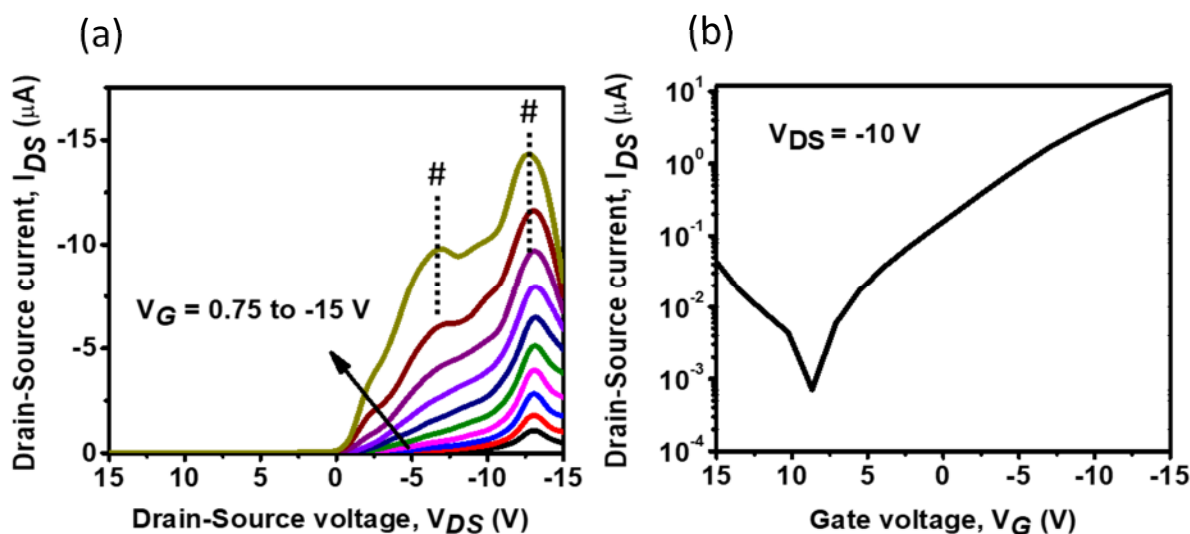 (a)
Drain-Source current, I_DS (μA)
-15
-10
-5
0
#
#
V_G = 0.75 to -15 V
15 10 5 0 -5 -10 -15
Drain-Source voltage, V_DS (V)
(b)
Drain-Source current, I_DS (μA)
10^1
10^0
10^-1
10^-2
10^-3
10^-4
V_DS = -10 V
15 10 5 0 -5 -10 -15
Gate voltage, V_G (V)